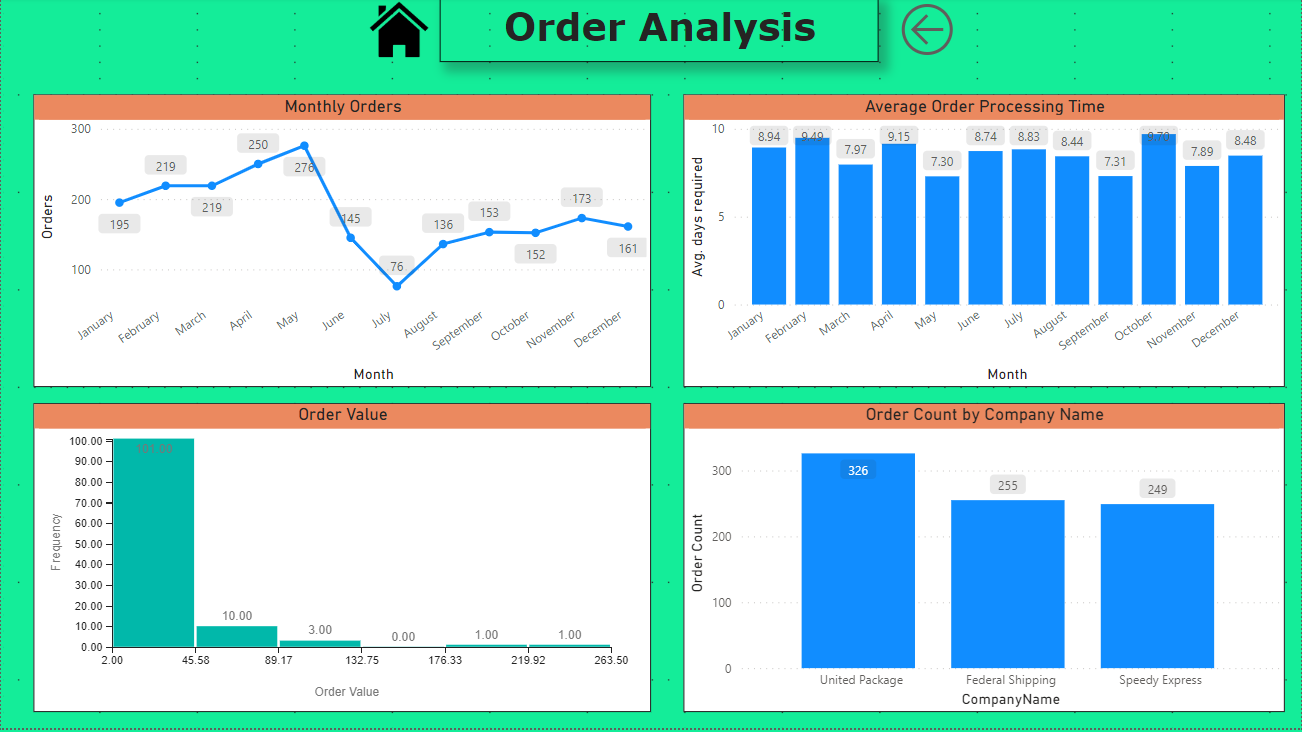 Order Analysis
Monthly Orders
300
200
100
Orders
195
219
219
250
276
145
76
136
153
152
173
161
January
February
March
April
May
June
July
August
September
October
November
December
Month
Average Order Processing Time
10
5
0
Avg. days required
8.94
9.49
7.97
9.15
7.30
8.74
8.83
8.44
7.31
9.70
7.89
8.48
January
February
March
April
May
June
July
August
September
October
November
December
Month
Order Value
100.00
90.00
80.00
70.00
60.00
50.00
40.00
30.00
20.00
10.00
0.00
Frequency
101.00
10.00
3.00
0.00
1.00
1.00
2.00
45.58
89.17
132.75
176.33
219.92
263.50
Order Value
Order Count by Company Name
300
200
100
0
Order Count
326
255
249
United Package
Federal Shipping
Speedy Express
CompanyName